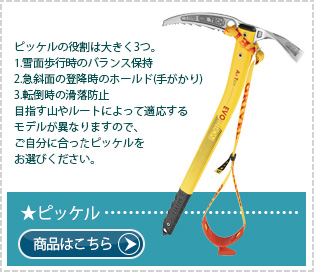 ピッケルの役割は大きく3つ。
1.雪面歩行時のバランス保持
2.急斜面の登降時のホールド(手がかり)
3.転倒時の滑落防止
目指す山やルートによって適応する
モデルが異なりますので、
ご自分に合ったピッケルを
お選びください。
EVO
★ピッケル
商品はこちら